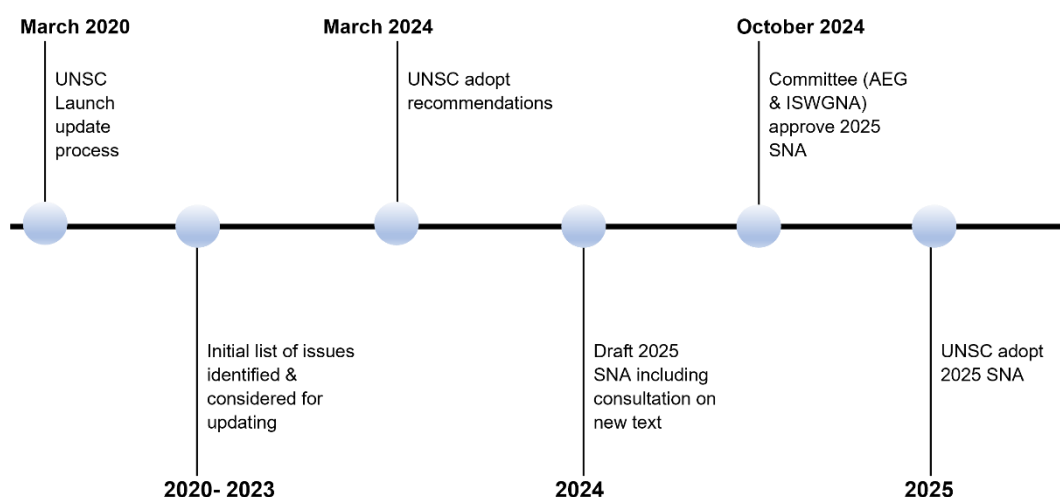 March 2020
UNSC
Launch
update
process
2020- 2023
Initial list of issues
identified &
considered for
updating
March 2024
UNSC adopt
recommendations
2024
Draft 2025
SNA including
consultation on
new text
October 2024
Committee (AEG
& ISWGNA)
approve 2025
SNA
2025
UNSC adopt
2025 SNA